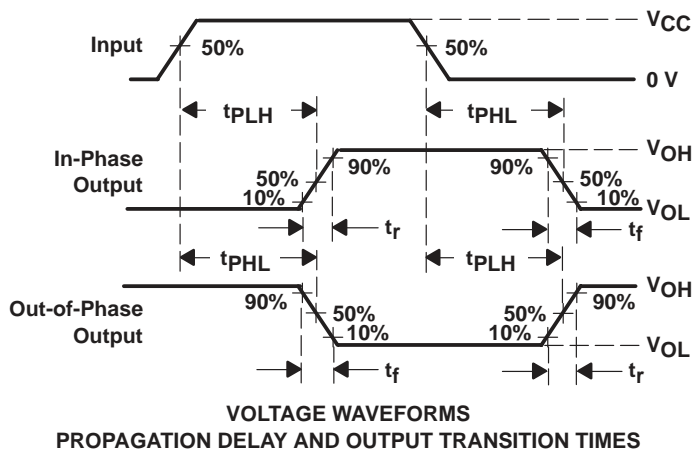 Input
50%
50%
VCC
0 V
tPLH
tPHL
In-Phase
Output
50%
10%
90%
90%
50%
10%
VOH
VOL
tr
tf
tPHL
tPLH
Out-of-Phase
Output
90%
50%
10%
50%
10%
90%
VOH
VOL
tf
tr
VOLTAGE WAVEFORMS
PROPAGATION DELAY AND OUTPUT TRANSITION TIMES